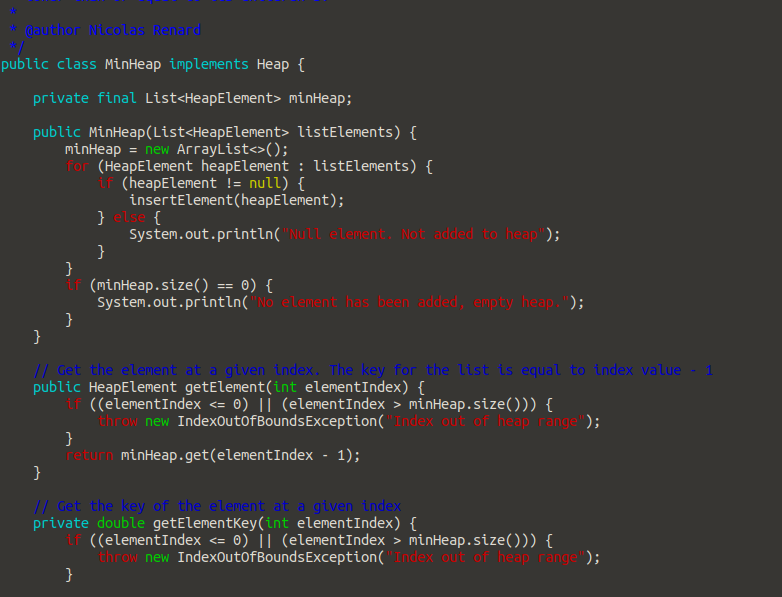 *
* @author Nicolas Renard
*/
public class MinHeap implements Heap {
private final List<HeapElement> minHeap;
public MinHeap(List<HeapElement> listElements) {
minHeap = new ArrayList<>();
for (HeapElement heapElement : listElements) {
if (heapElement != null) {
insertElement(heapElement);
} else {
System.out.println("Null element. Not added to heap");
}
}
if (minHeap.size() == 0) {
System.out.println("No element has been added, empty heap.");
}
}
// Get the element at a given index. The key for the list is equal to index value - 1
public HeapElement getElement(int elementIndex) {
if ((elementIndex <= 0) || (elementIndex > minHeap.size())) {
throw new IndexOutOfBoundsException("Index out of heap range");
}
return minHeap.get(elementIndex - 1);
}
// Get the key of the element at a given index
private double getElementKey(int elementIndex) {
if ((elementIndex <= 0) || (elementIndex > minHeap.size())) {
throw new IndexOutOfBoundsException("Index out of heap range");
}